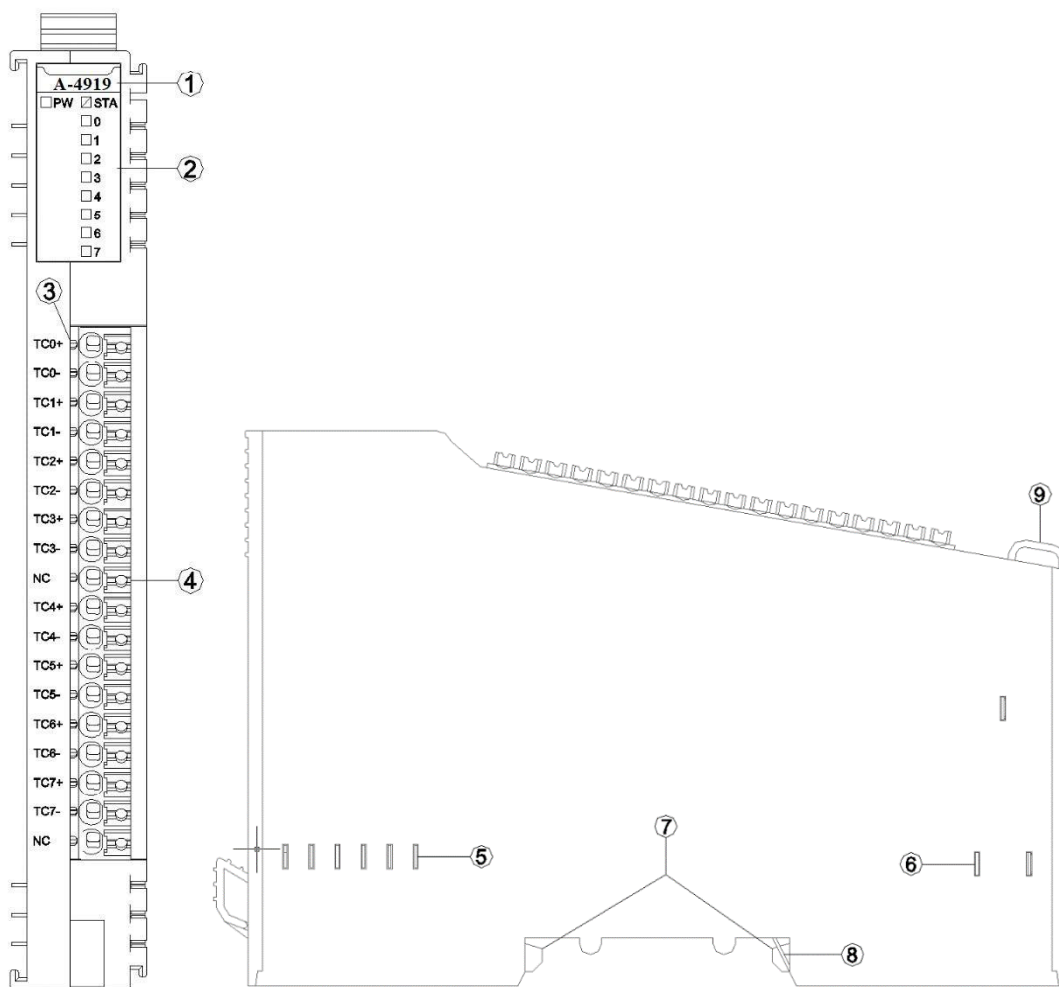 A-4919
1
PW STA
0
1
2
2
3
4
5
6
7
3
TC0+
TC0-
TC1+
TC1-
TC2+
TC2-
TC3+
TC3-
NC
4
TC4+
TC4-
TC5+
TC5-
TC6+
TC6-
TC7+
TC7-
NC
9
7
5
6
8